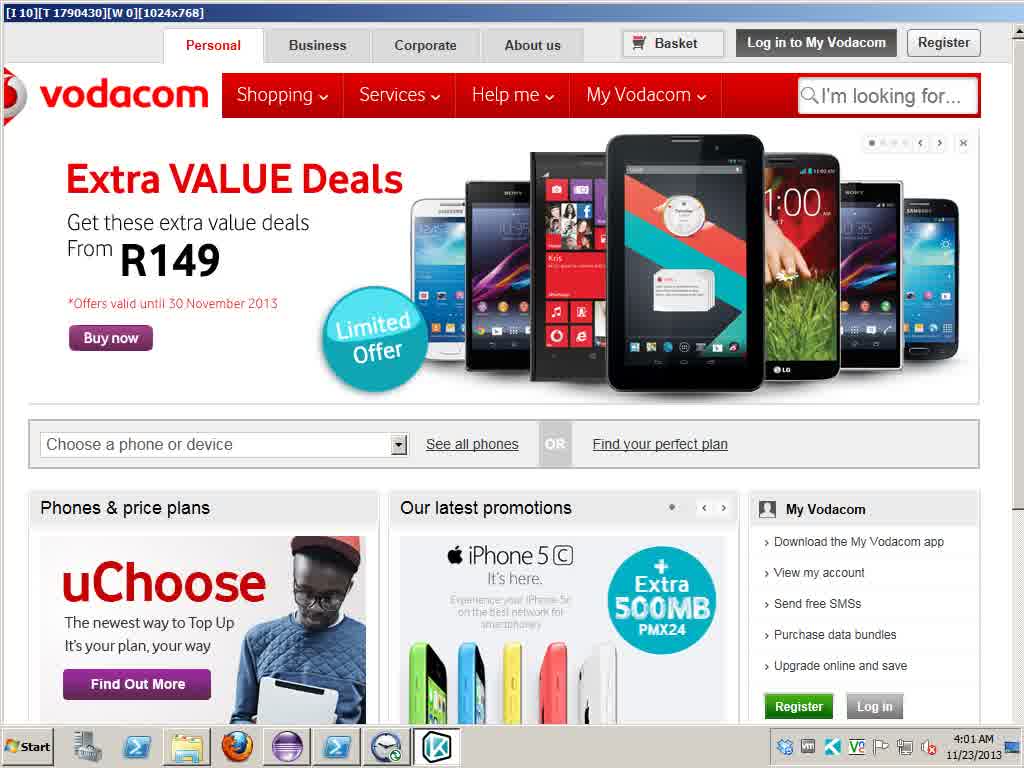 [I 10][T 1790430][W 0][1024x768]
Personal
Business
Corporate
About us
Basket
Log in to My Vodacom
Register
vodacom
Shopping
Services
Help me
My Vodacom
I'm looking for...
Extra VALUE Deals
Get these extra value deals
From R149
*Offers valid until 30 November 2013
Buy now
Limited
Offer
SONY
Kris
1:00
LG
SONY
SAMSUNG
Choose a phone or device
See all phones
OR
Find your perfect plan
Phones & price plans
uChoose
The newest way to Top Up
It's your plan, your way
Find Out More
Our latest promotions
iPhone 5C
It's here.
Experience your iPhone 5c
on the best network for
smartphones
+
Extra
500MB
PMX24
My Vodacom
Download the My Vodacom app
View my account
Send free SMSs
Purchase data bundles
Upgrade online and save
Register
Log in
Start
4:01 AM
11/23/2013